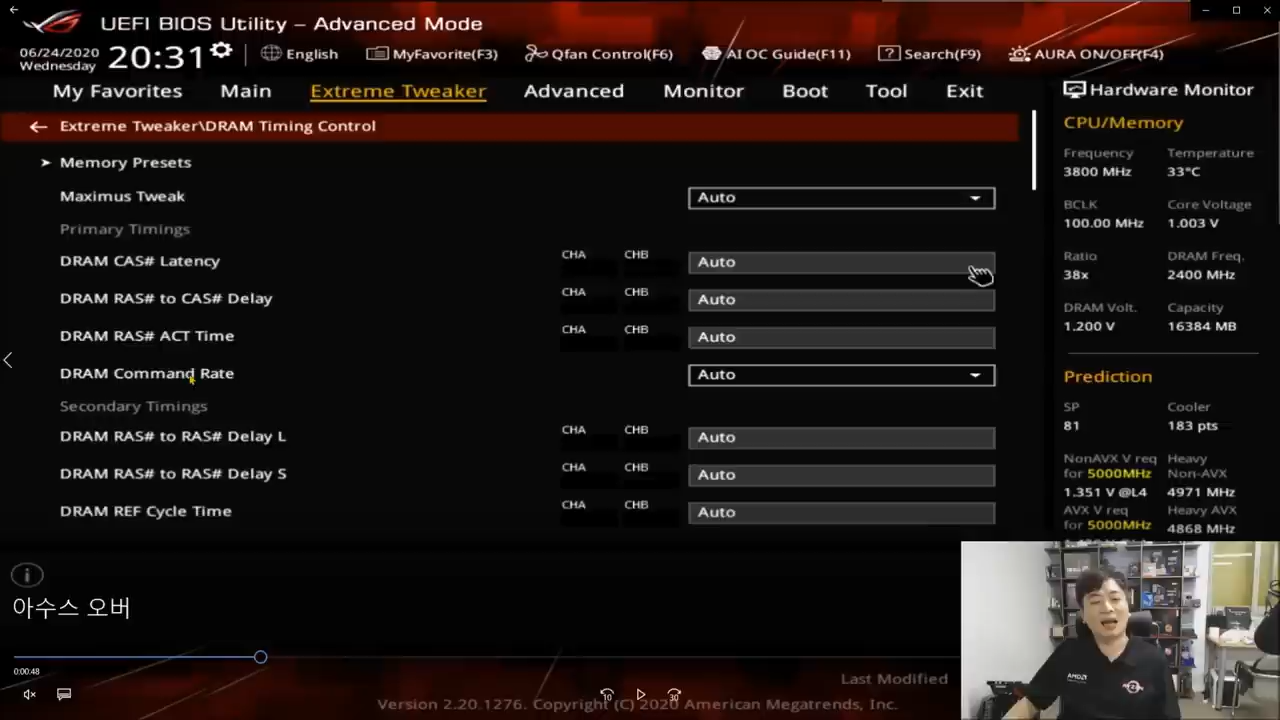 UEFI BIOS Utility – Advanced Mode
06/24/2020
Wednesday
20:31
English
MyFavorite(F3)
Qfan Control(F6)
AI OC Guide(F11)
Search(F9)
AURA ON/OFF(F4)
My Favorites Main Extreme Tweaker Advanced Monitor Boot Tool Exit
Extreme Tweaker\DRAM Timing Control
Memory Presets
Maximus Tweak Auto
Primary Timings
DRAM CAS# Latency CHA CHB Auto
DRAM RAS# to CAS# Delay CHA CHB Auto
DRAM RAS# ACT Time CHA CHB Auto
DRAM Command Rate Auto
Secondary Timings
DRAM RAS# to RAS# Delay L CHA CHB Auto
DRAM RAS# to RAS# Delay S CHA CHB Auto
DRAM REF Cycle Time CHA CHB Auto
Hardware Monitor
CPU/Memory
Frequency Temperature
3800 MHz 33°C
BCLK Core Voltage
100.00 MHz 1.003 V
Ratio DRAM Freq.
38x 2400 MHz
DRAM Volt. Capacity
1.200 V 16384 MB
Prediction
SP Cooler
81 183 pts
NonAVX V req Heavy
for 5000MHz Non-AVX
1.351 V @L4 4971 MHz
AVX V req Heavy AVX
for 5000MHz 4868 MHz
아수스 오버
0:00:48
10
30
Last Modified
Version 2.20.1276. Copyright (C) 2020 American Megatrends, Inc.
AMD
RYZEN